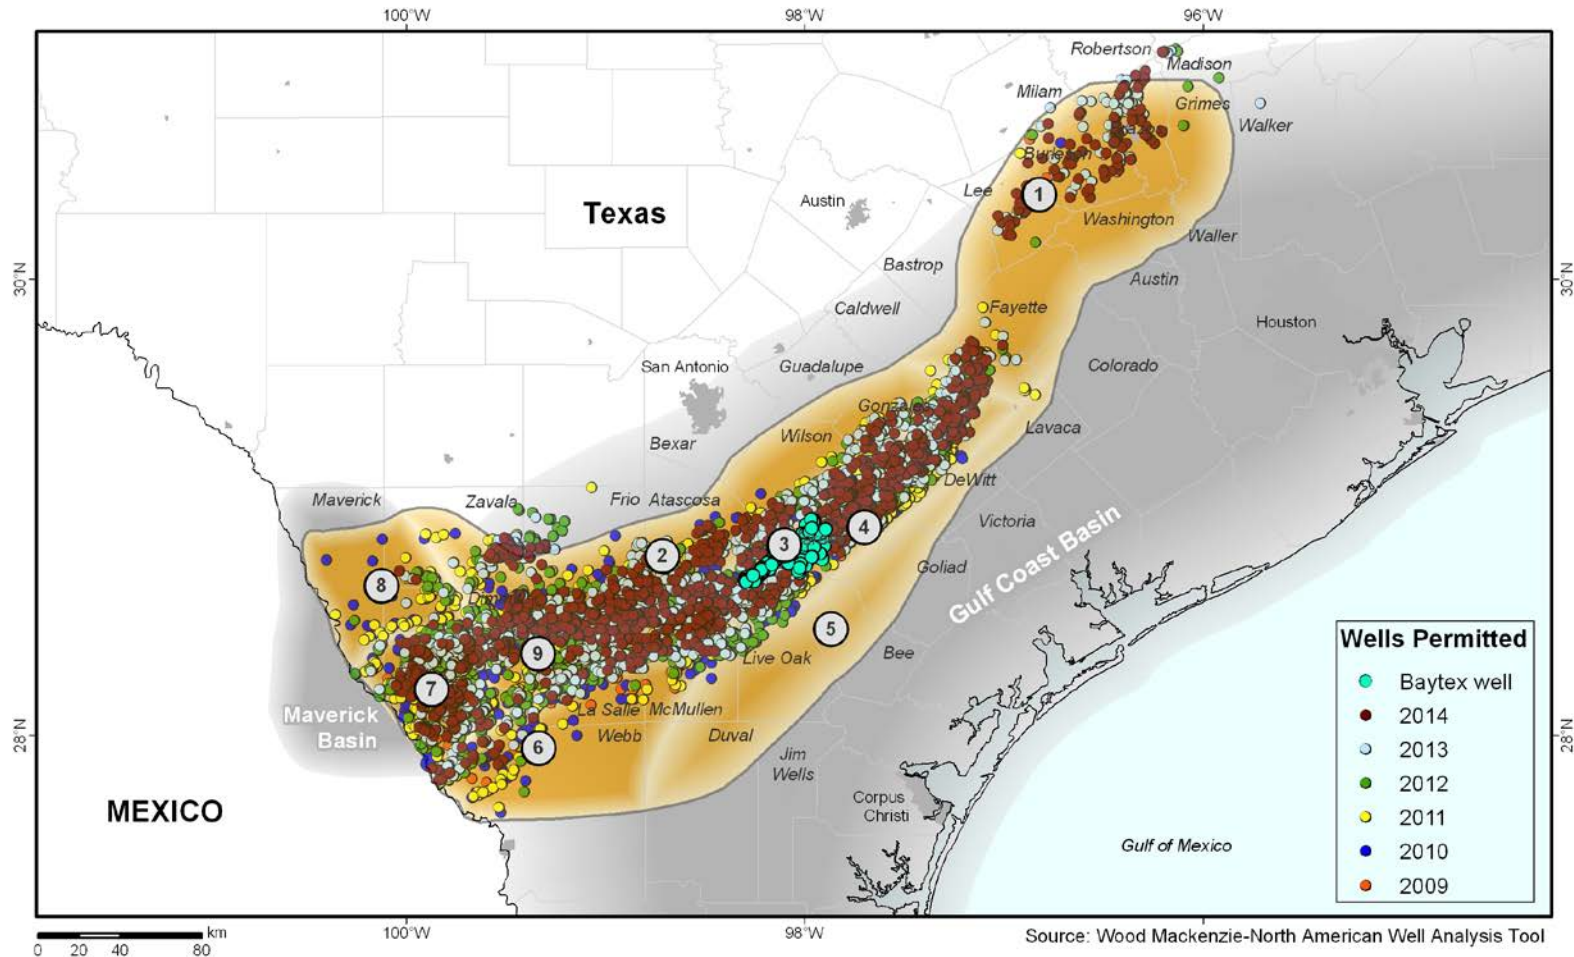 100°W
98°W
96°W
Robertson
Madison
Milam
Grimes
Walker
Burleson
Lee
1
Texas
Austin
Washington
Waller
30°N
30°N
Bastrop
Austin
Caldwell
Fayette
Houston
San Antonio
Guadalupe
Colorado
Gonzales
Wilson
Lavaca
Bexar
DeWitt
Maverick
Zavala
Frio
Atascosa
Victoria
4
3
2
Goliad
Gulf Coast Basin
8
5
9
Live Oak
Bee
7
La Salle
McMullen
Maverick
Basin
Webb
Duval
28°N
28°N
6
Jim
Wells
MEXICO
Corpus
Christi
Gulf of Mexico
Wells Permitted
Baytex well
2014
2013
2012
2011
2010
2009
100°W
98°W
96°W
km
0 20 40 80
Source: Wood Mackenzie-North American Well Analysis Tool